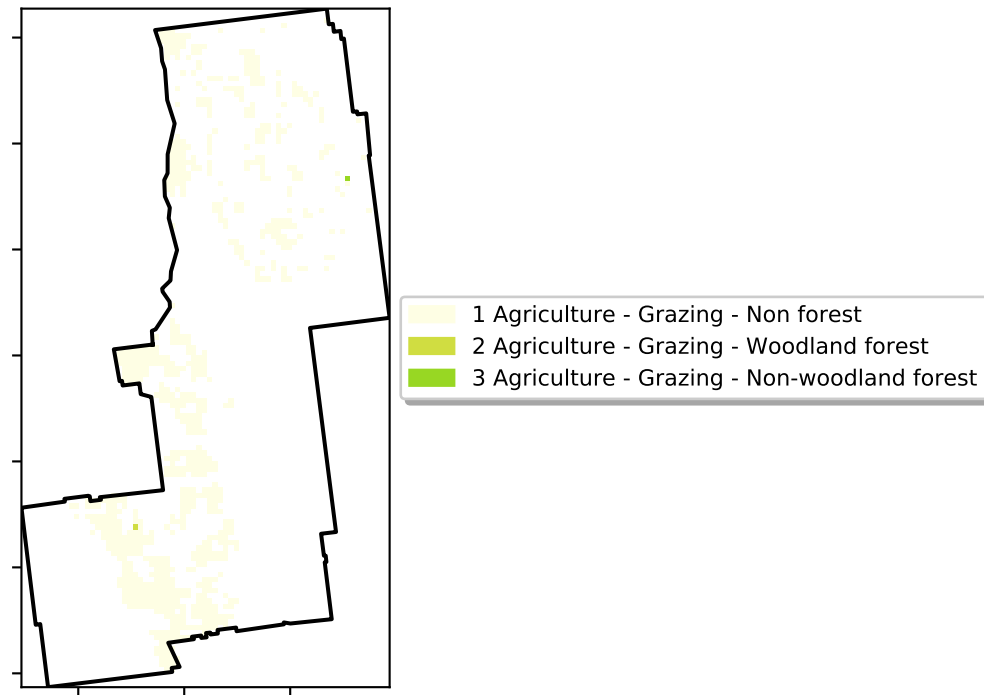 1 Agriculture - Grazing - Non forest
2 Agriculture - Grazing - Woodland forest
3 Agriculture - Grazing - Non-woodland forest